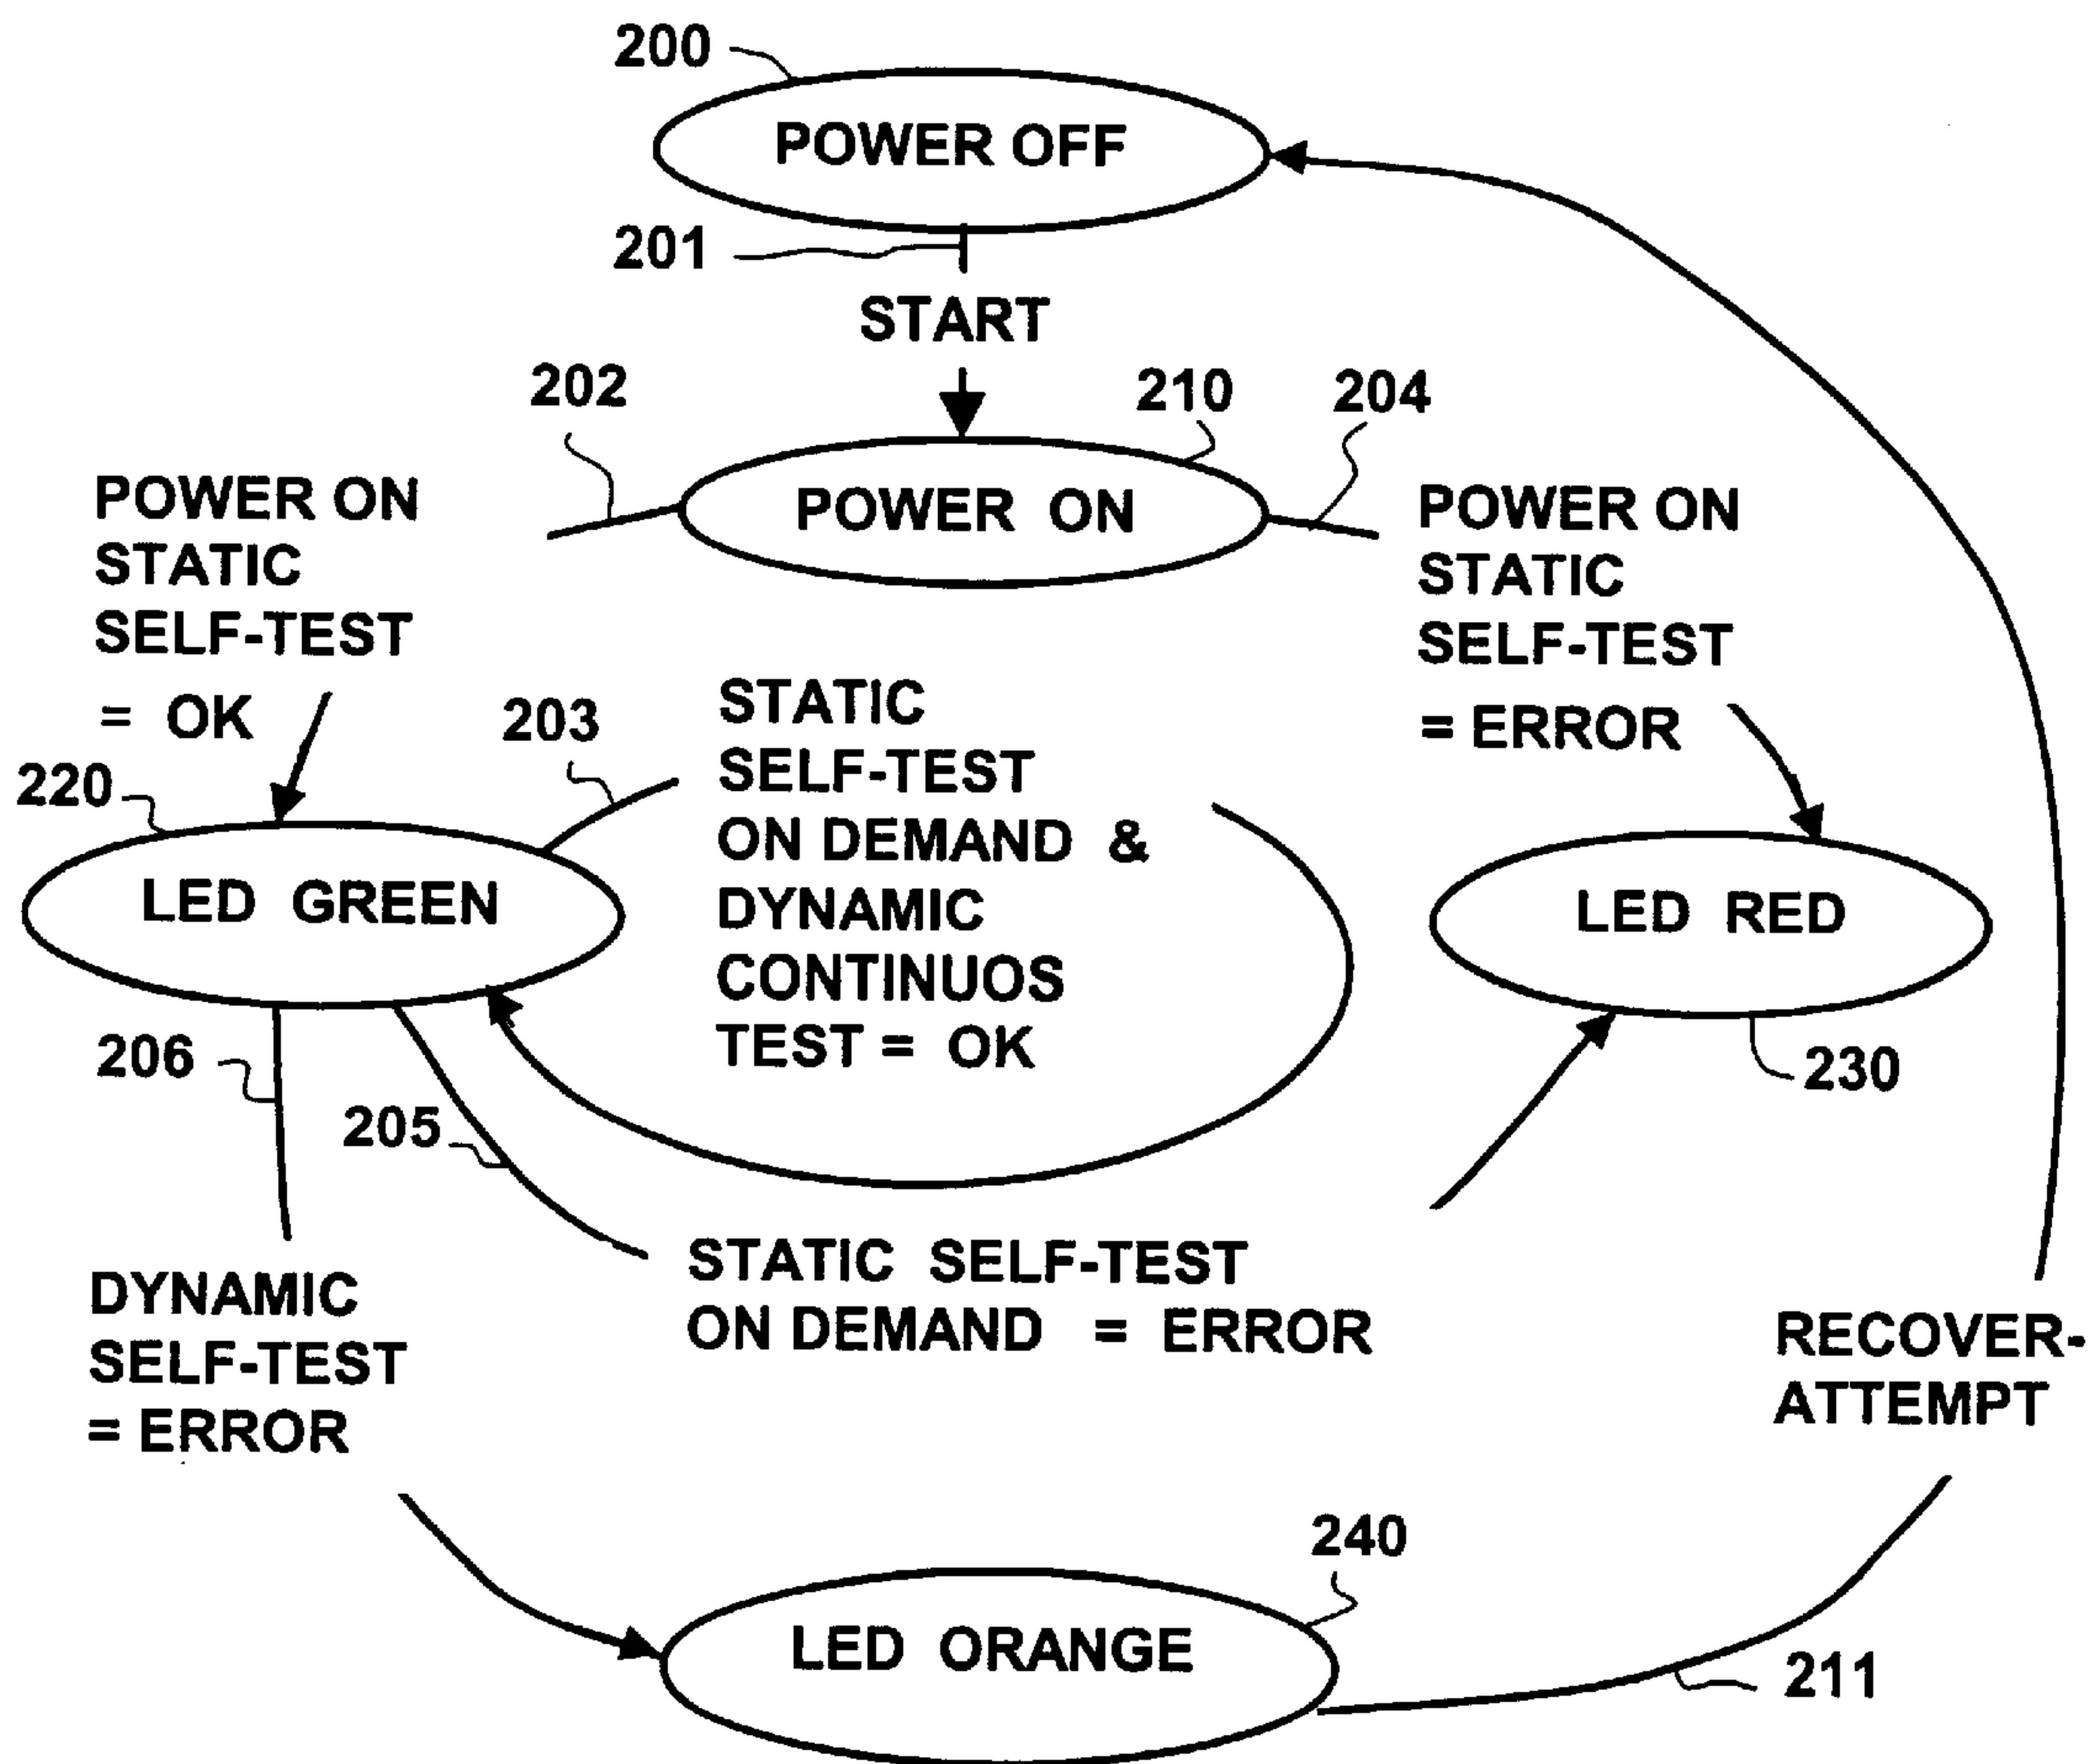 200
POWER OFF
201
START
202
210
204
POWER ON
POWER ON
STATIC
SELF-TEST
= OK
POWER ON
STATIC
SELF-TEST
= ERROR
203
STATIC
SELF-TEST
ON DEMAND &
DYNAMIC
CONTINUOS
TEST = OK
220
LED GREEN
LED RED
230
206
205
STATIC SELF-TEST
ON DEMAND = ERROR
DYNAMIC
SELF-TEST
= ERROR
RECOVER-
ATTEMPT
240
LED ORANGE
211